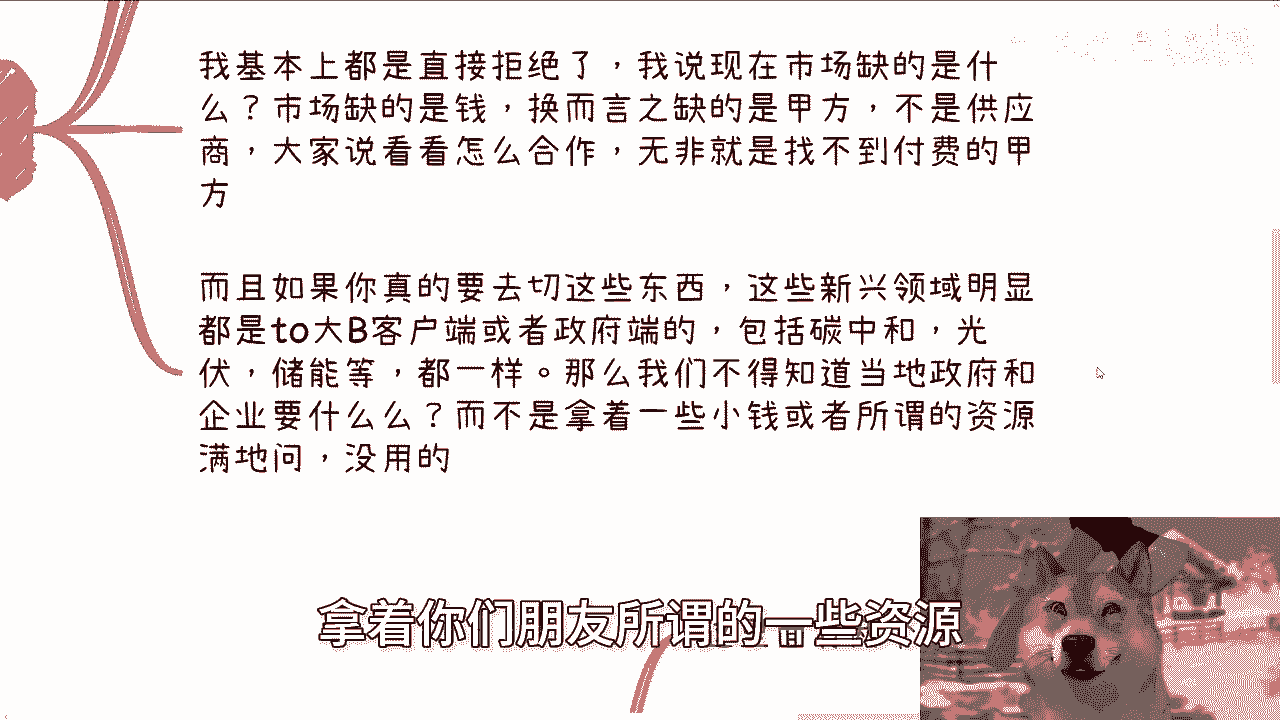 我基本上都是直接拒绝了，我说现在市场缺的是什
么？市场缺的是钱，换而言之缺的是甲方，不是供应
商，大家说看看怎么合作，无非就是找不到付费的甲
方
而且如果你真的要去切这些东西，这些新兴领域明显
都是to大B客户端或者政府端的，包括碳中和，光
伏，储能等，都一样。那么我们不得知道当地政府和
企业要什么么？而不是拿着一些小钱或者所谓的资源
满地问，没用的
拿着你们朋友所谓的一些资源